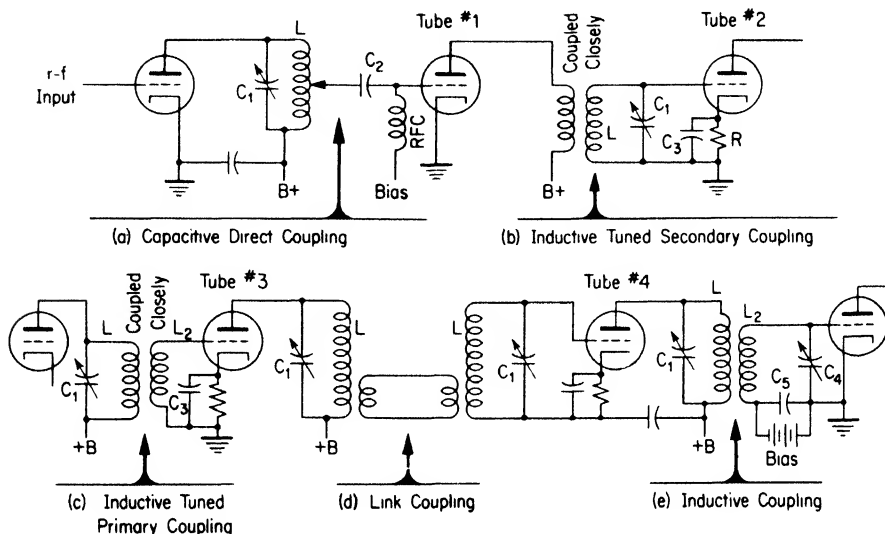 Tube #1
Tube #2
r-f
Input
C1
L
C2
RFC
B+
Bias
Coupled
Closely
B+
L
C1
C3
R
(a) Capacitive Direct Coupling
(b) Inductive Tuned Secondary Coupling
Tube #3
Tube #4
C1
+B
L
Coupled
Closely
L2
C3
C1
+B
L
L
C1
C1
+B
L
L2
C5
Bias
C4
(c) Inductive Tuned
Primary Coupling
(d) Link Coupling
(e) Inductive Coupling